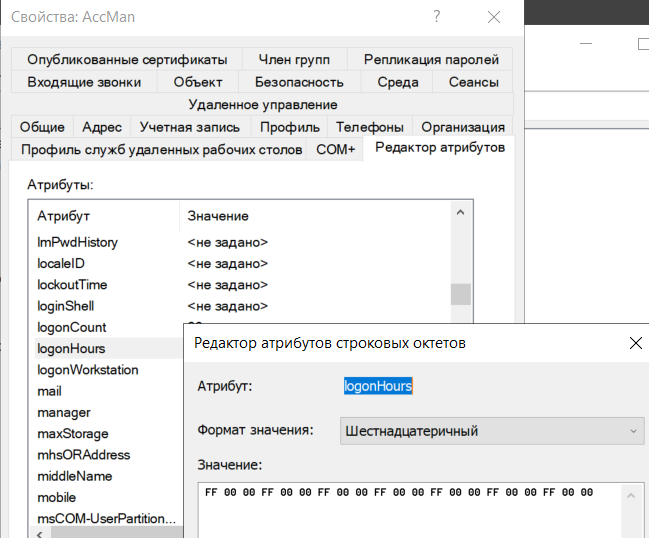 Свойства: AccMan
?
Опубликованные сертификаты Член групп Репликация паролей
Входящие звонки Объект Безопасность Среда Сеансы
Удаленное управление
Общие Адрес Учетная запись Профиль Телефоны Организация
Профиль служб удаленных рабочих столов COM+ Редактор атрибутов
Атрибуты:
Атрибут Значение
lmPwdHistory <не задано>
localeID <не задано>
lockoutTime <не задано>
loginShell <не задано>
logonCount
logonHours
logonWorkstation
mail
manager
maxStorage
mhsORAddress
middleName
mobile
msCOM-UserPartition...
Редактор атрибутов строковых октетов
Атрибут: logonHours
Формат значения: Шестнадцатеричный
Значение:
FF 00 00 FF 00 00 FF 00 00 FF 00 00 FF 00 00 FF 00 00 FF 00 00